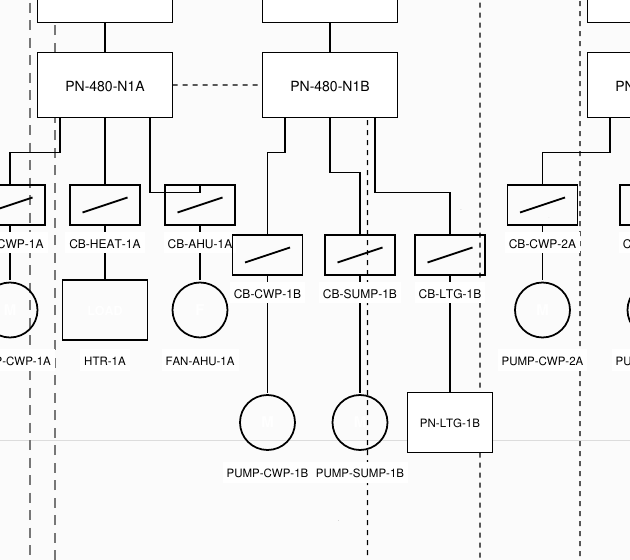 PN-480-N1A
PN-480-N1B
CB-HEAT-1A
CB-AHU-1A
CB-CWP-2A
CB-CWP-1B
CB-SUMP-1B
CB-LTG-1B
HTR-1A
FAN-AHU-1A
PUMP-CWP-2A
PN-LTG-1B
PUMP-CWP-1B
PUMP-SUMP-1B